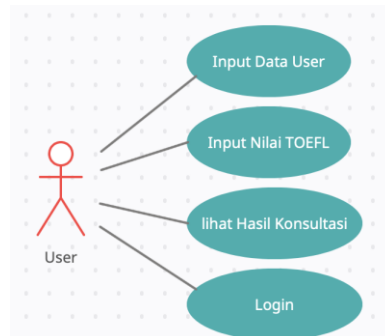 Input Data User
Input Nilai TOEFL
lihat Hasil Konsultasi
User
Login